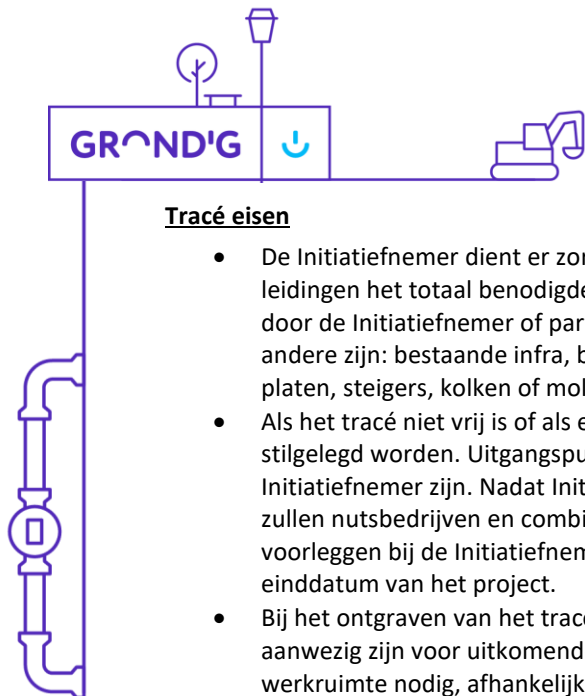 GROND'G
Tracé eisen
• De Initiatiefnemer dient er zor
leidingen het totaal benodigde
door de Initiatiefnemer of par
andere zijn: bestaande infra, b
platen, steigers, kolken of mol
• Als het tracé niet vrij is of als e
stilgelegd worden. Uitgangspu
Initiatiefnemer zijn. Nadat Init
zullen nutsbedrijven en combi
voorleggen bij de Initiatiefnem
einddatum van het project.
• Bij het ontgraven van het tracé
aanwezig zijn voor uitkomend
werkruimte nodig, afhankelijk